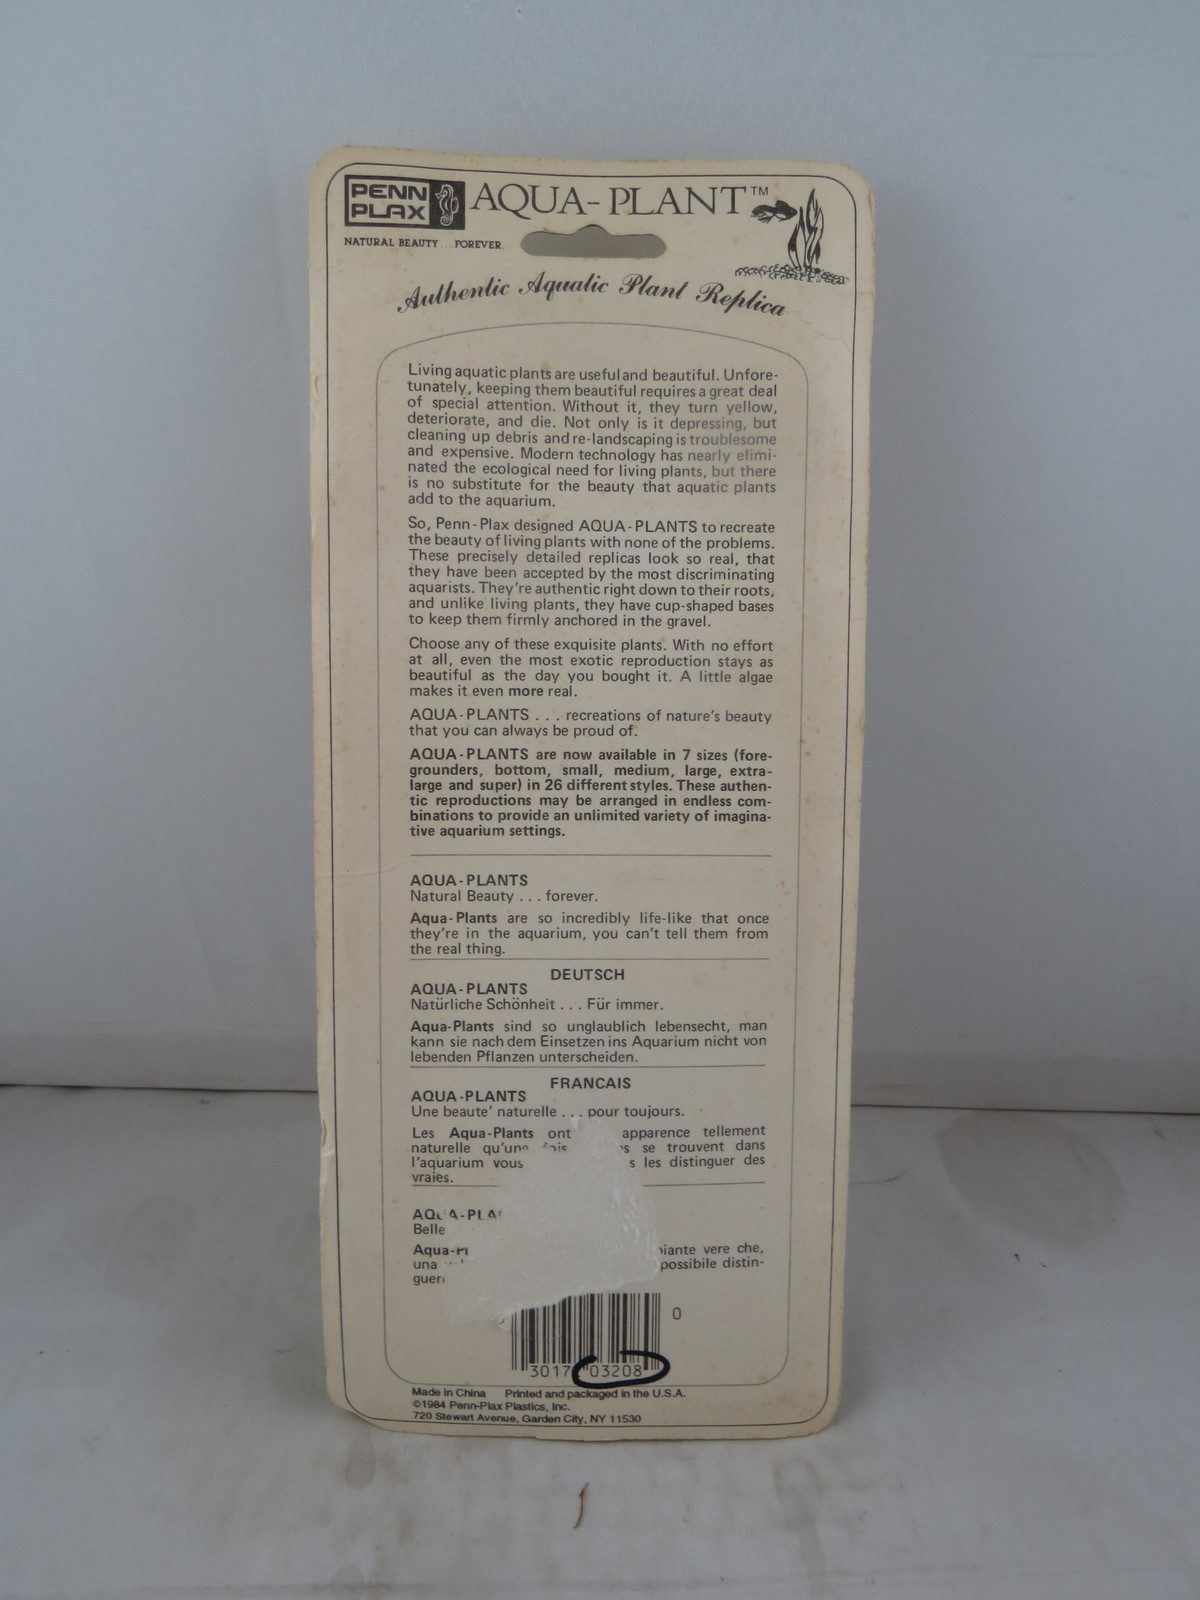 PENN
PLAX
AQUA-PLANT™
NATURAL BEAUTY . . . FOREVER.
Authentic Aquatic Plant Replica
Living aquatic plants are useful and beautiful. Unfore-
tunately, keeping them beautiful requires a great deal
of special attention. Without it, they turn yellow,
deteriorate, and die. Not only is it depressing, but
cleaning up debris and re-landscaping is troublesome
and expensive. Modern technology has nearly elimi-
nated the ecological need for living plants, but there
is no substitute for the beauty that aquatic plants
add to the aquarium.
So, Penn-Plax designed AQUA-PLANTS to recreate
the beauty of living plants with none of the problems.
These precisely detailed replicas look so real, that
they have been accepted by the most discriminating
aquarists. They're authentic right down to their roots,
and unlike living plants, they have cup-shaped bases
to keep them firmly anchored in the gravel.
Choose any of these exquisite plants. With no effort
at all, even the most exotic reproduction stays as
beautiful as the day you bought it. A little algae
makes it even more real.
AQUA-PLANTS . . . recreations of nature's beauty
that you can always be proud of.
AQUA-PLANTS are now available in 7 sizes (fore-
grounders, bottom, small, medium, large, extra-
large and super) in 26 different styles. These authen-
tic reproductions may be arranged in endless com-
binations to provide an unlimited variety of imagina-
tive aquarium settings.
AQUA-PLANTS
Natural Beauty . . . forever.
Aqua-Plants are so incredibly life-like that once
they're in the aquarium, you can't tell them from
the real thing.
DEUTSCH
AQUA-PLANTS
Natürliche Schönheit . . . Für immer.
Aqua-Plants sind so unglaublich lebensecht, man
kann sie nach dem Einsetzen ins Aquarium nicht von
lebenden Pflanzen unterscheiden.
FRANCAIS
AQUA-PLANTS
Une beaute' naturelle . . . pour toujours.
Les Aqua-Plants ont apparence tellement
naturelle qu'une fois se trouvent dans
l'aquarium vous les distinguer des
vraies.
Belle
vere che,
una distin-
0
3017 03208
Made in China Printed and packaged in the U.S.A.
©1984 Penn-Plax Plastics, Inc.
720 Stewart Avenue, Garden City, NY 11530